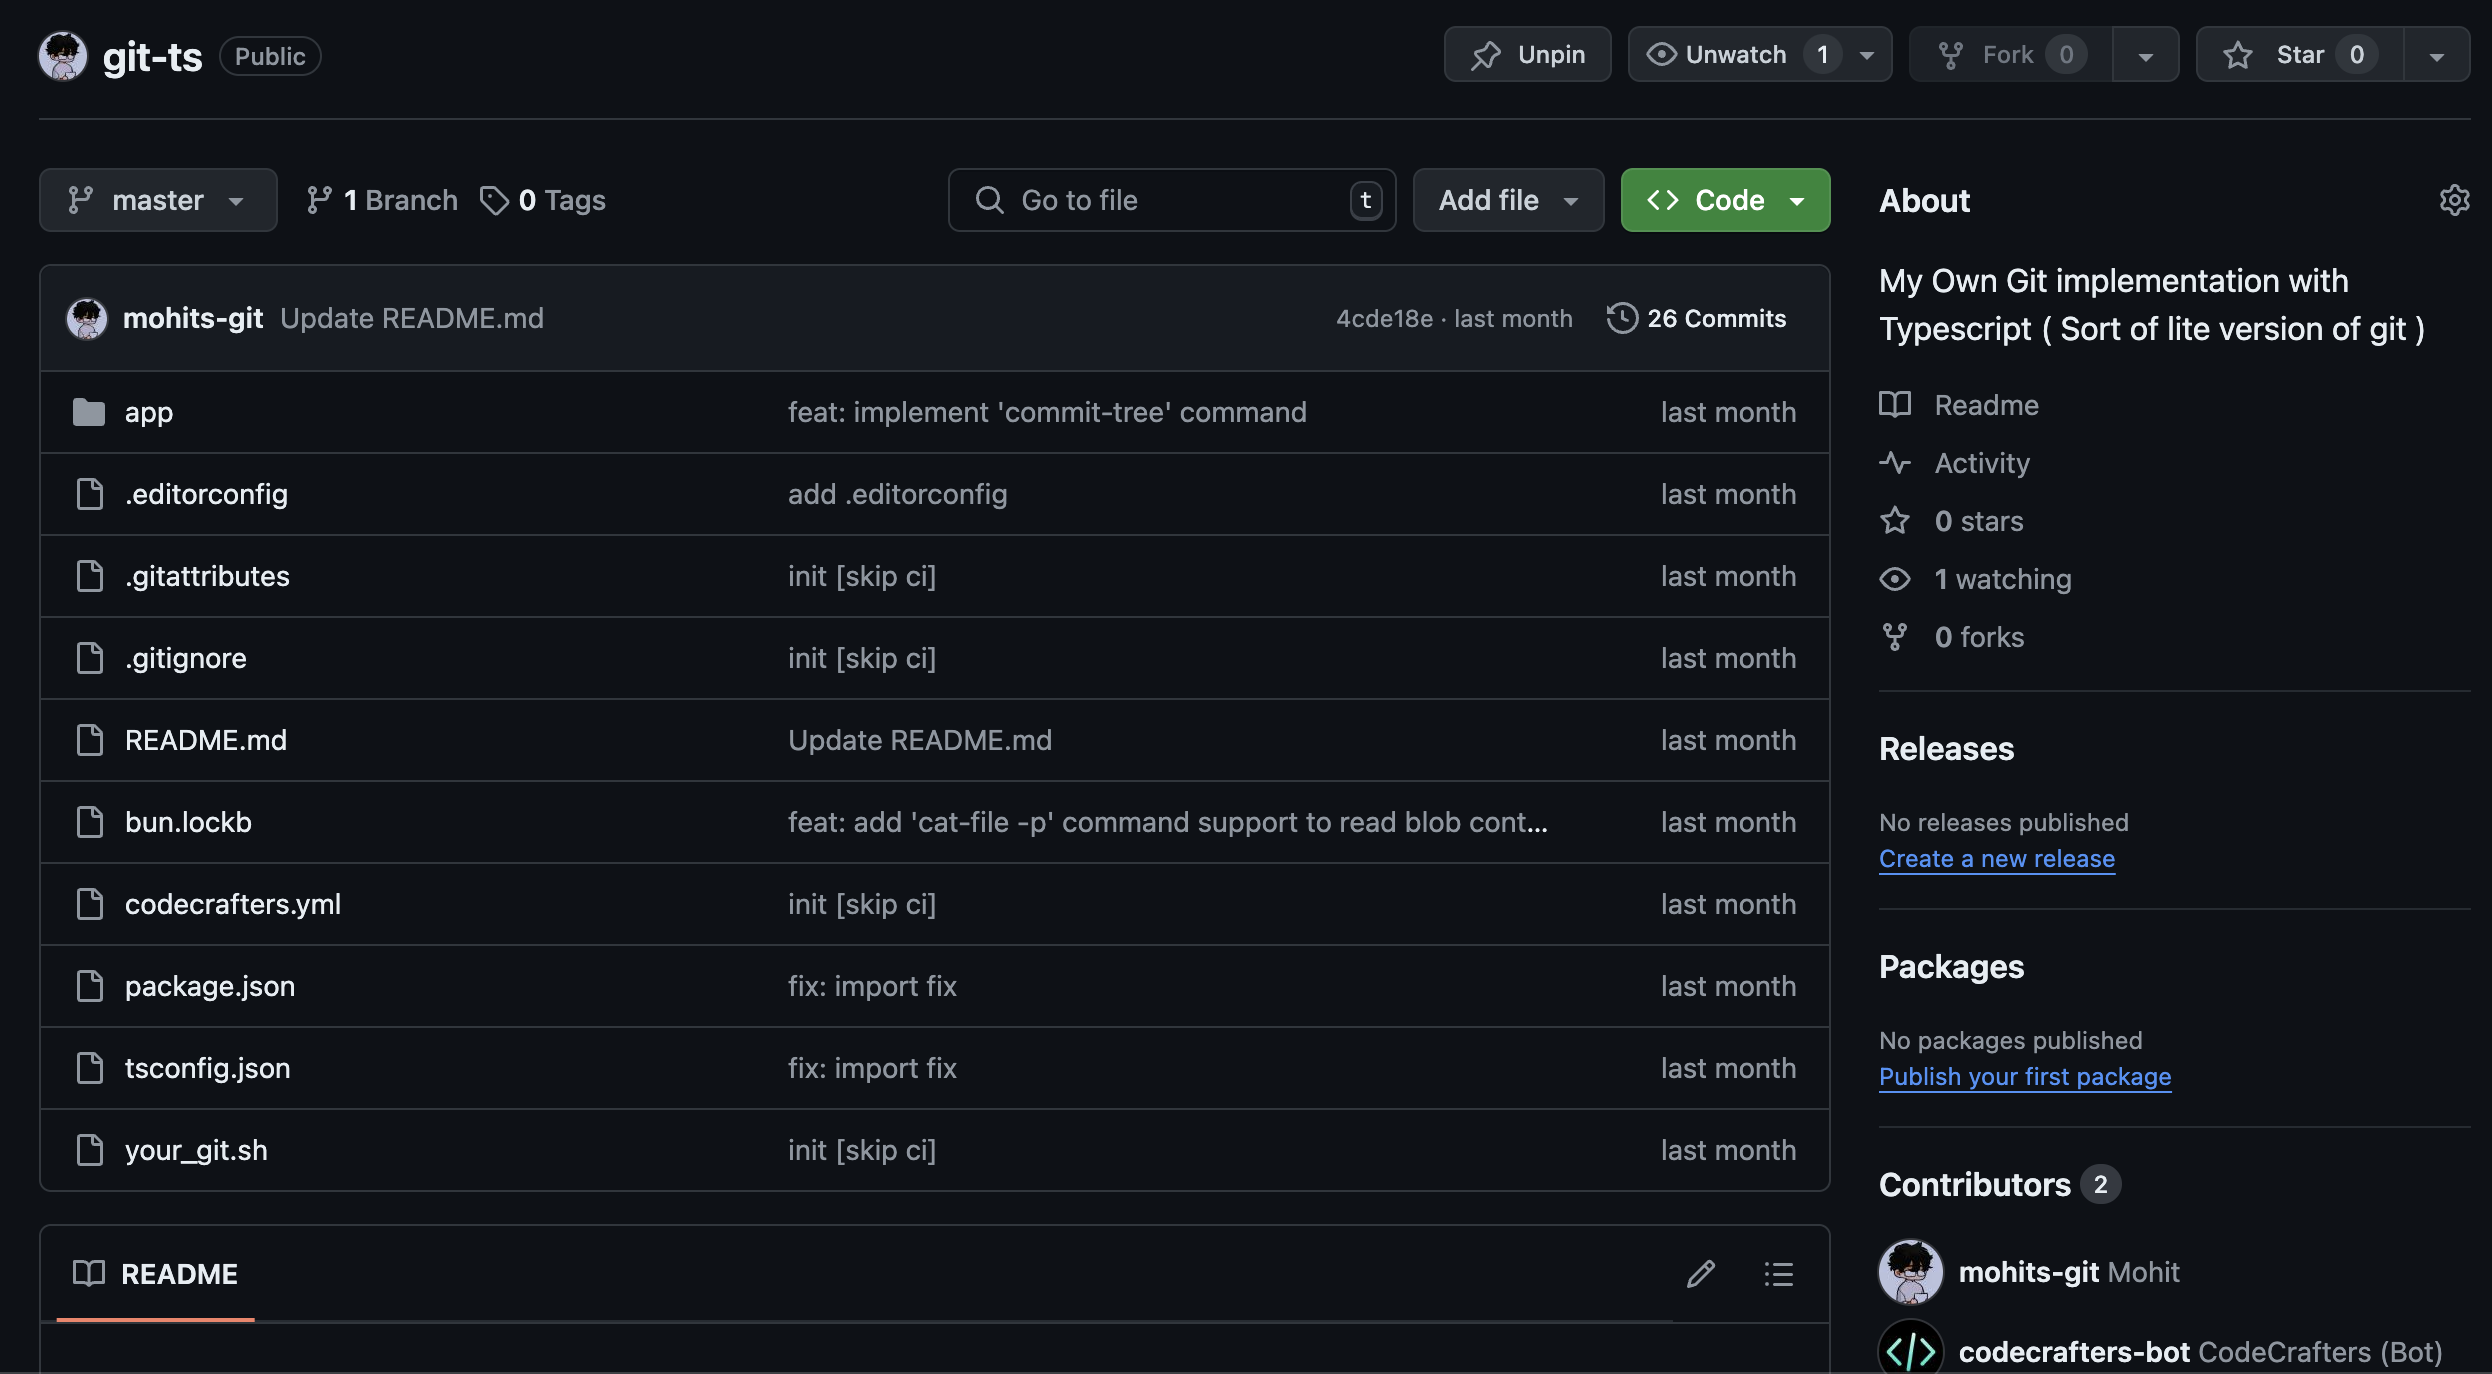 git-ts Public
Unpin Unwatch 1 Fork 0 Star 0
master 1 Branch 0 Tags Go to file t Add file Code
mohits-git Update README.md 4cde18e · last month 26 Commits
app feat: implement 'commit-tree' command last month
.editorconfig add .editorconfig last month
.gitattributes init [skip ci] last month
.gitignore init [skip ci] last month
README.md Update README.md last month
bun.lockb feat: add 'cat-file -p' command support to read blob cont... last month
codecrafters.yml init [skip ci] last month
package.json fix: import fix last month
tsconfig.json fix: import fix last month
your_git.sh init [skip ci] last month
README
About
My Own Git implementation with
Typescript ( Sort of lite version of git )
Readme
Activity
0 stars
1 watching
0 forks
Releases
No releases published
Create a new release
Packages
No packages published
Publish your first package
Contributors 2
mohits-git Mohit
codecrafters-bot CodeCrafters (Bot)